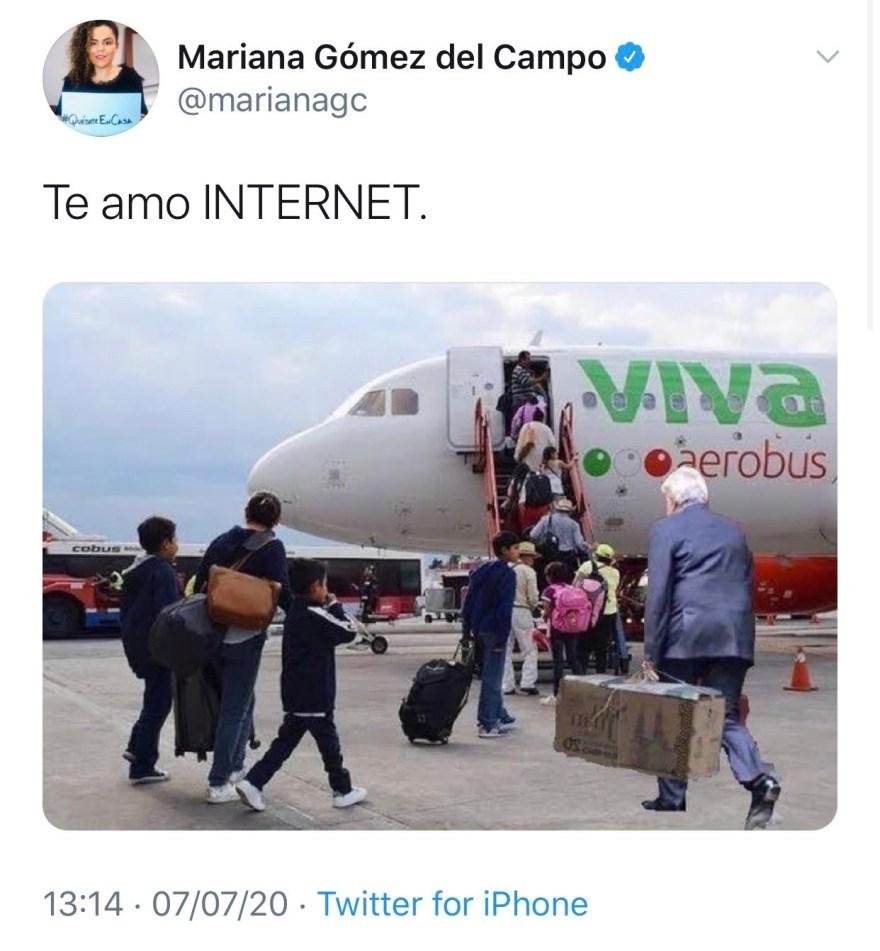 Mariana Gómez del Campo
@marianagc
#QuédateEnCasa
Te amo INTERNET.
viva
aerobus
cobus
13:14 · 07/07/20 · Twitter for iPhone